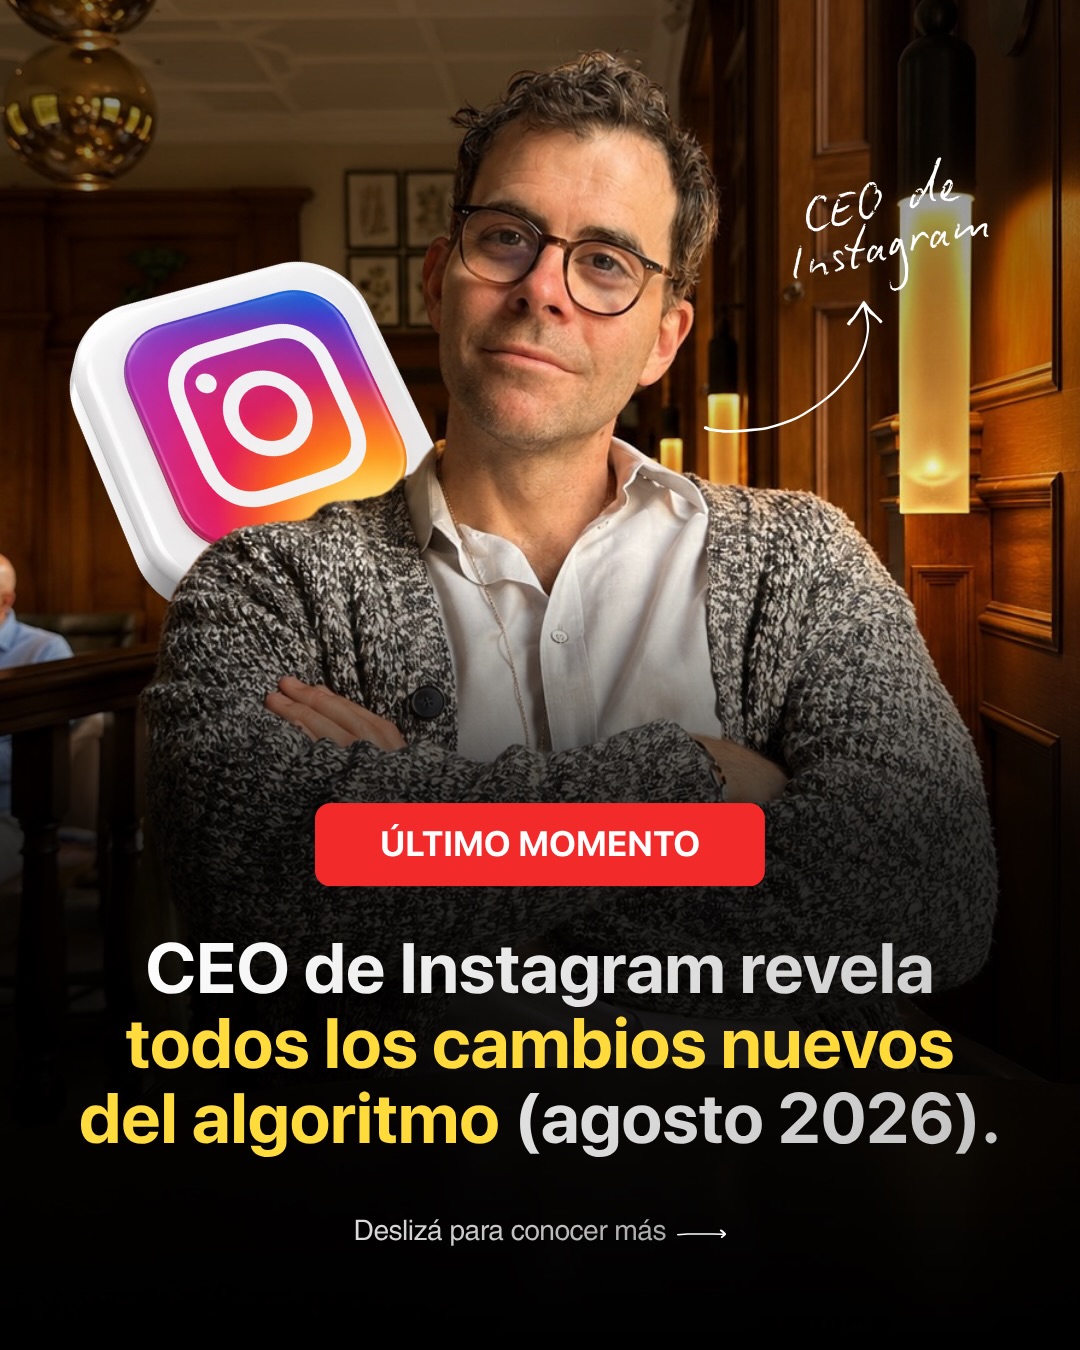 CEO de
Instagram
ÚLTIMO MOMENTO
CEO de Instagram revela
todos los cambios nuevos
del algoritmo (agosto 2026).
Deslizá para conocer más